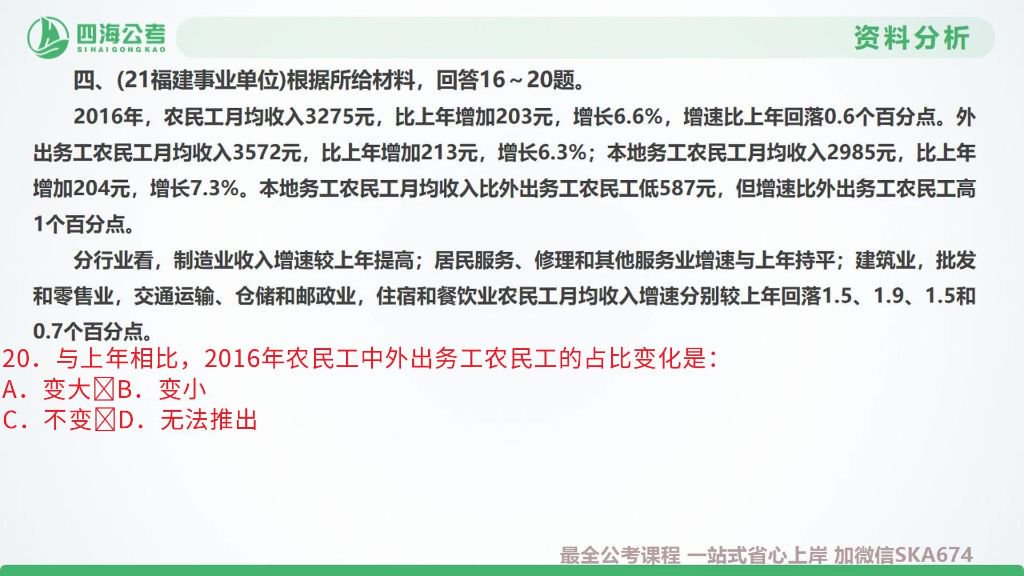 四海公考
SIHAIGONGKAO
资料分析
四、(21福建事业单位)根据所给材料，回答16～20题。
2016年，农民工月均收入3275元，比上年增加203元，增长6.6%，增速比上年回落0.6个百分点。外
出务工农民工月均收入3572元，比上年增加213元，增长6.3%；本地务工农民工月均收入2985元，比上年
增加204元，增长7.3%。本地务工农民工月均收入比外出务工农民工低587元，但增速比外出务工农民工高
1个百分点。
分行业看，制造业收入增速较上年提高；居民服务、修理和其他服务业增速与上年持平；建筑业，批发
和零售业，交通运输、仓储和邮政业，住宿和餐饮业农民工月均收入增速分别较上年回落1.5、1.9、1.5和
0.7个百分点。
20．与上年相比，2016年农民工中外出务工农民工的占比变化是：
A．变大 B．变小
C．不变 D．无法推出
最全公考课程 一站式省心上岸 加微信SKA674